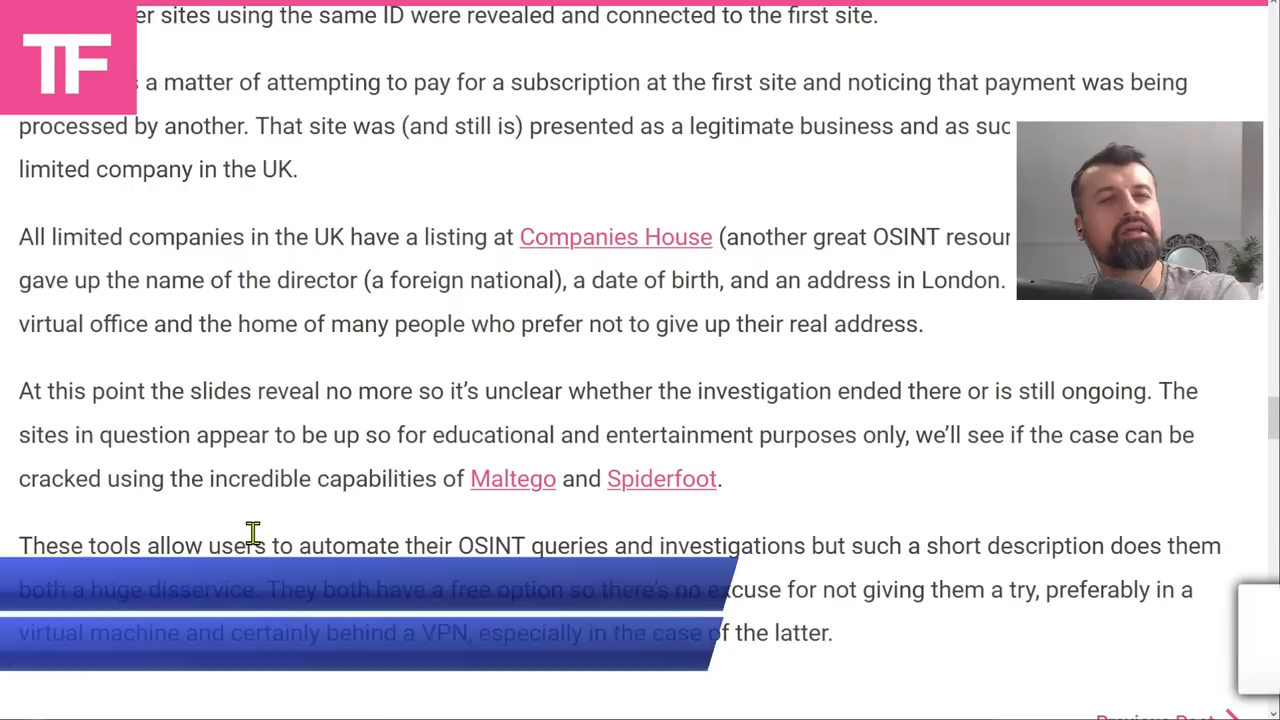 er sites using the same ID were revealed and connected to the first site.
TF
a matter of attempting to pay for a subscription at the first site and noticing that payment was being
processed by another. That site was (and still is) presented as a legitimate business and as suc
limited company in the UK.
All limited companies in the UK have a listing at Companies House (another great OSINT resour
gave up the name of the director (a foreign national), a date of birth, and an address in London.
virtual office and the home of many people who prefer not to give up their real address.
At this point the slides reveal no more so it’s unclear whether the investigation ended there or is still ongoing. The
sites in question appear to be up so for educational and entertainment purposes only, we’ll see if the case can be
cracked using the incredible capabilities of Maltego and Spiderfoot.
These tools allow users to automate their OSINT queries and investigations but such a short description does them
both a huge disservice. They both have a free option so there’s no excuse for not giving them a try, preferably in a
virtual machine and certainly behind a VPN, especially in the case of the latter.